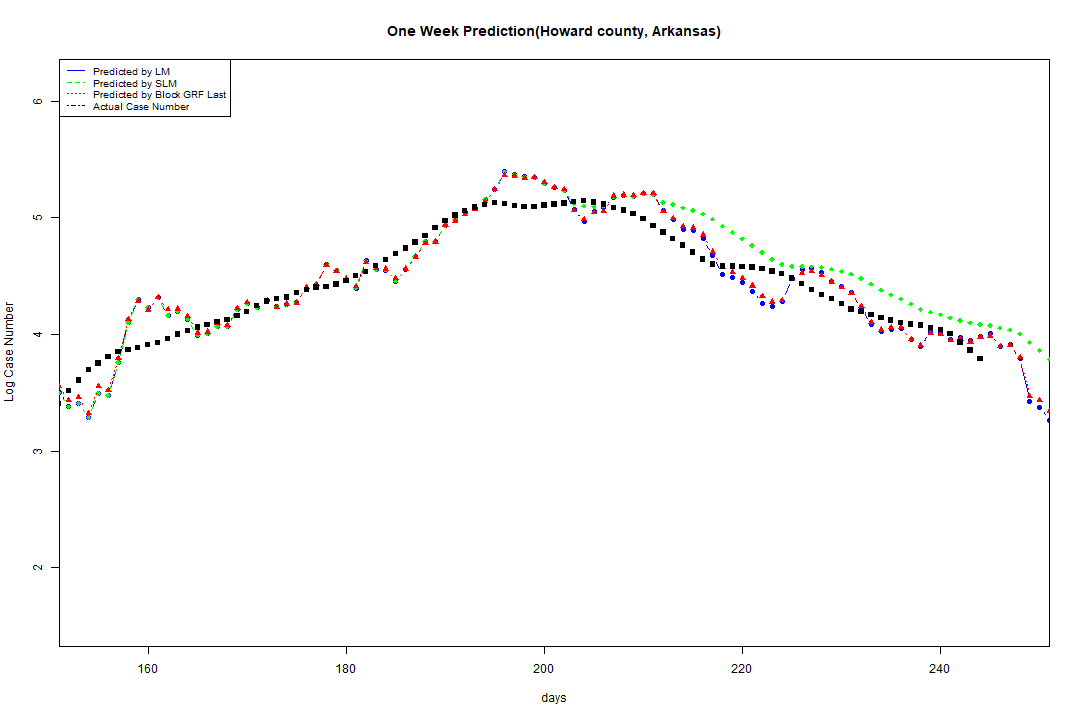 One Week Prediction(Howard county, Arkansas)
Predicted by LM
Predicted by SLM
Predicted by Block GRF Last
Actual Case Number
6
5
4
3
2
Log Case Number
160 180 200 220 240
days